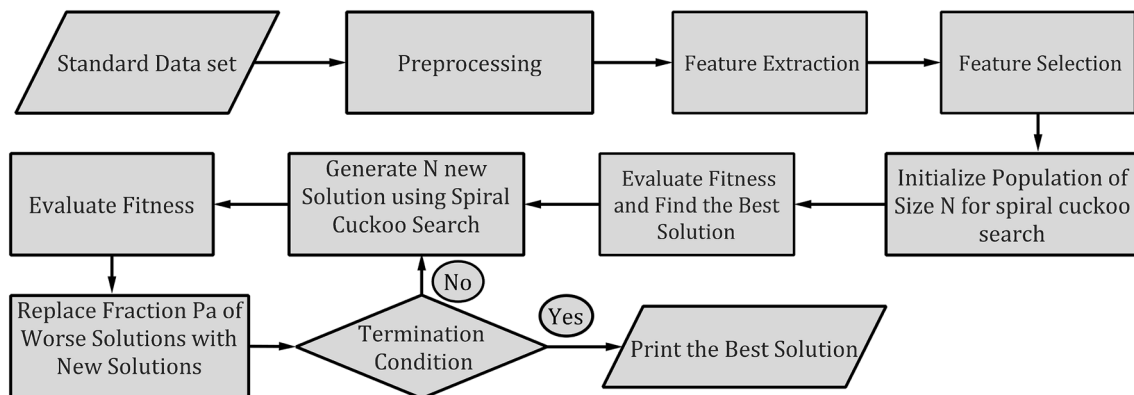 Standard Data set
Preprocessing
Feature Extraction
Feature Selection
Initialize Population of
Size N for spiral cuckoo
search
Evaluate Fitness
and Find the Best
Solution
Generate N new
Solution using Spiral
Cuckoo Search
Evaluate Fitness
Replace Fraction Pa of
Worse Solutions with
New Solutions
Termination
Condition
No
Yes
Print the Best Solution